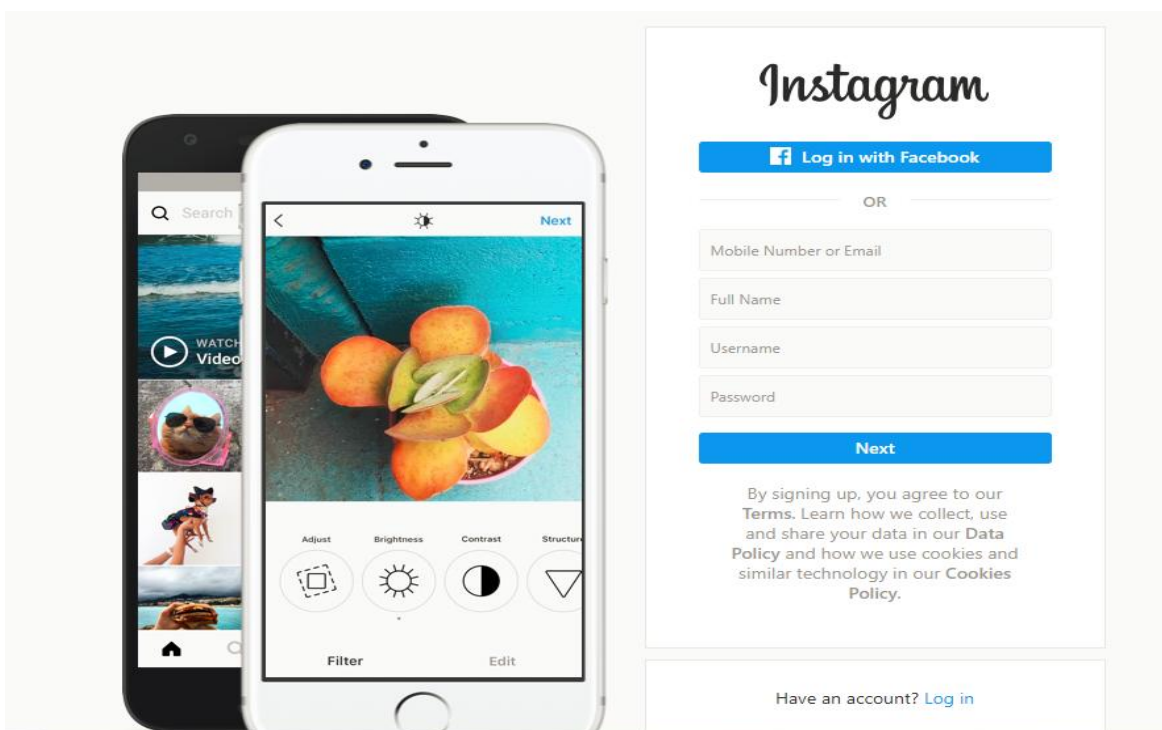 Search
WATCH
Video
Next
Adjust
Brightness
Contrast
Structure
Filter
Edit
Instagram
Log in with Facebook
OR
Mobile Number or Email
Full Name
Username
Password
Next
By signing up, you agree to our
Terms. Learn how we collect, use
and share your data in our Data
Policy and how we use cookies and
similar technology in our Cookies
Policy.
Have an account? Log in